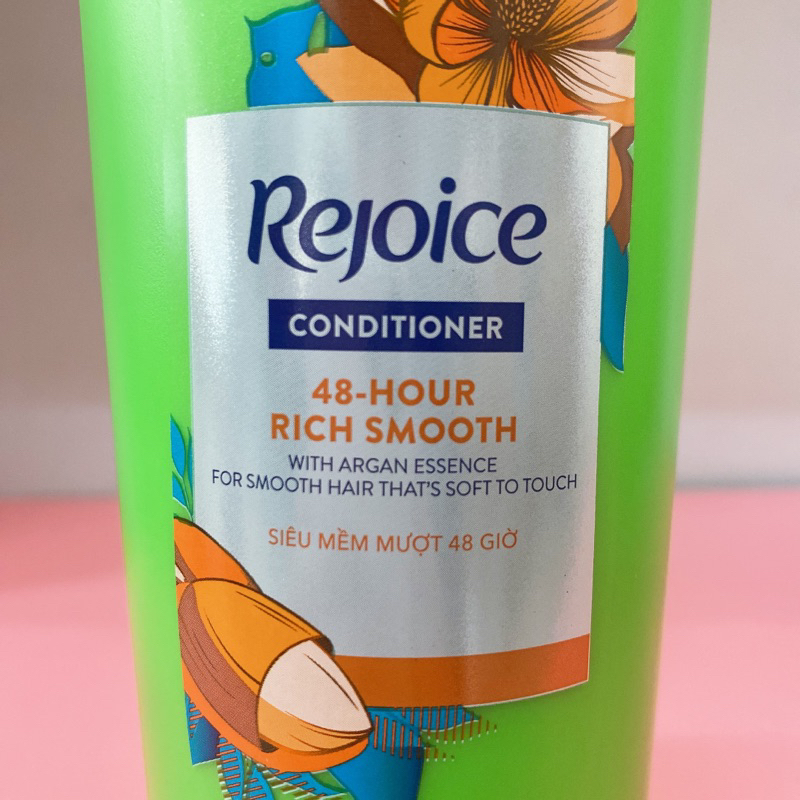 Rejoice
CONDITIONER
48-HOUR
RICH SMOOTH
WITH ARGAN ESSENCE
FOR SMOOTH HAIR THAT'S SOFT TO TOUCH
SIÊU MỀM MƯỢT 48 GIỜ